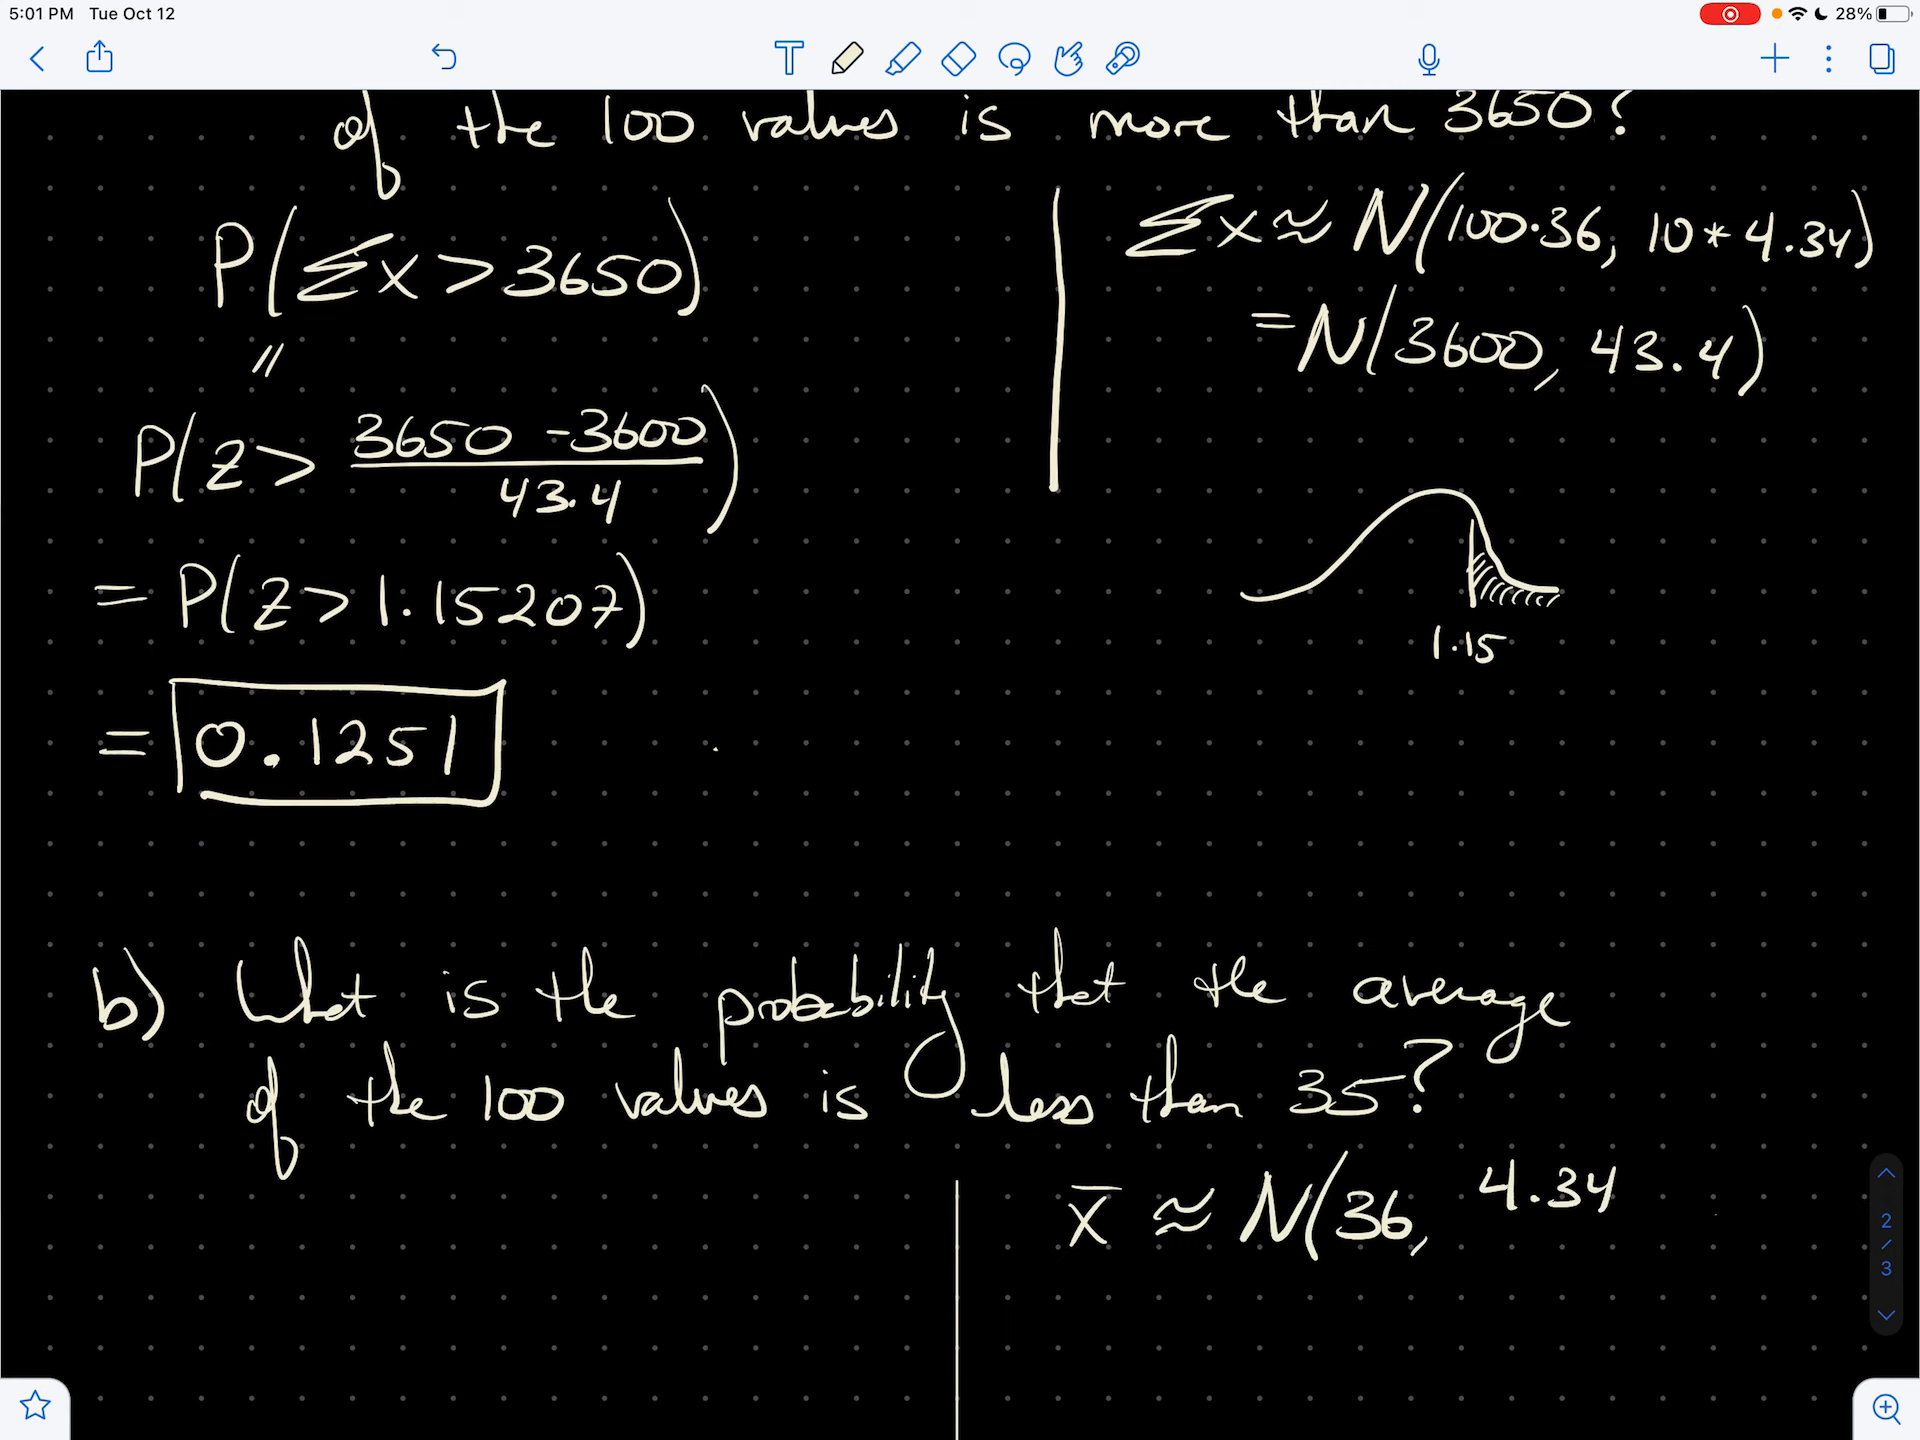 5:01 PM Tue Oct 12
28%
T
of the 100 values is more than 3650?
P(Σx > 3650)
=
P(z > (3650 - 3600)/43.4)
= P(z > 1.15207)
= 0.1251
Σx ≈ N(100·36, 10*4.34)
= N(3600, 43.4)
1.15
b) What is the probability that the average
of the 100 values is less than 35?
x̄ ≈ N(36, 4.34
2
/
3